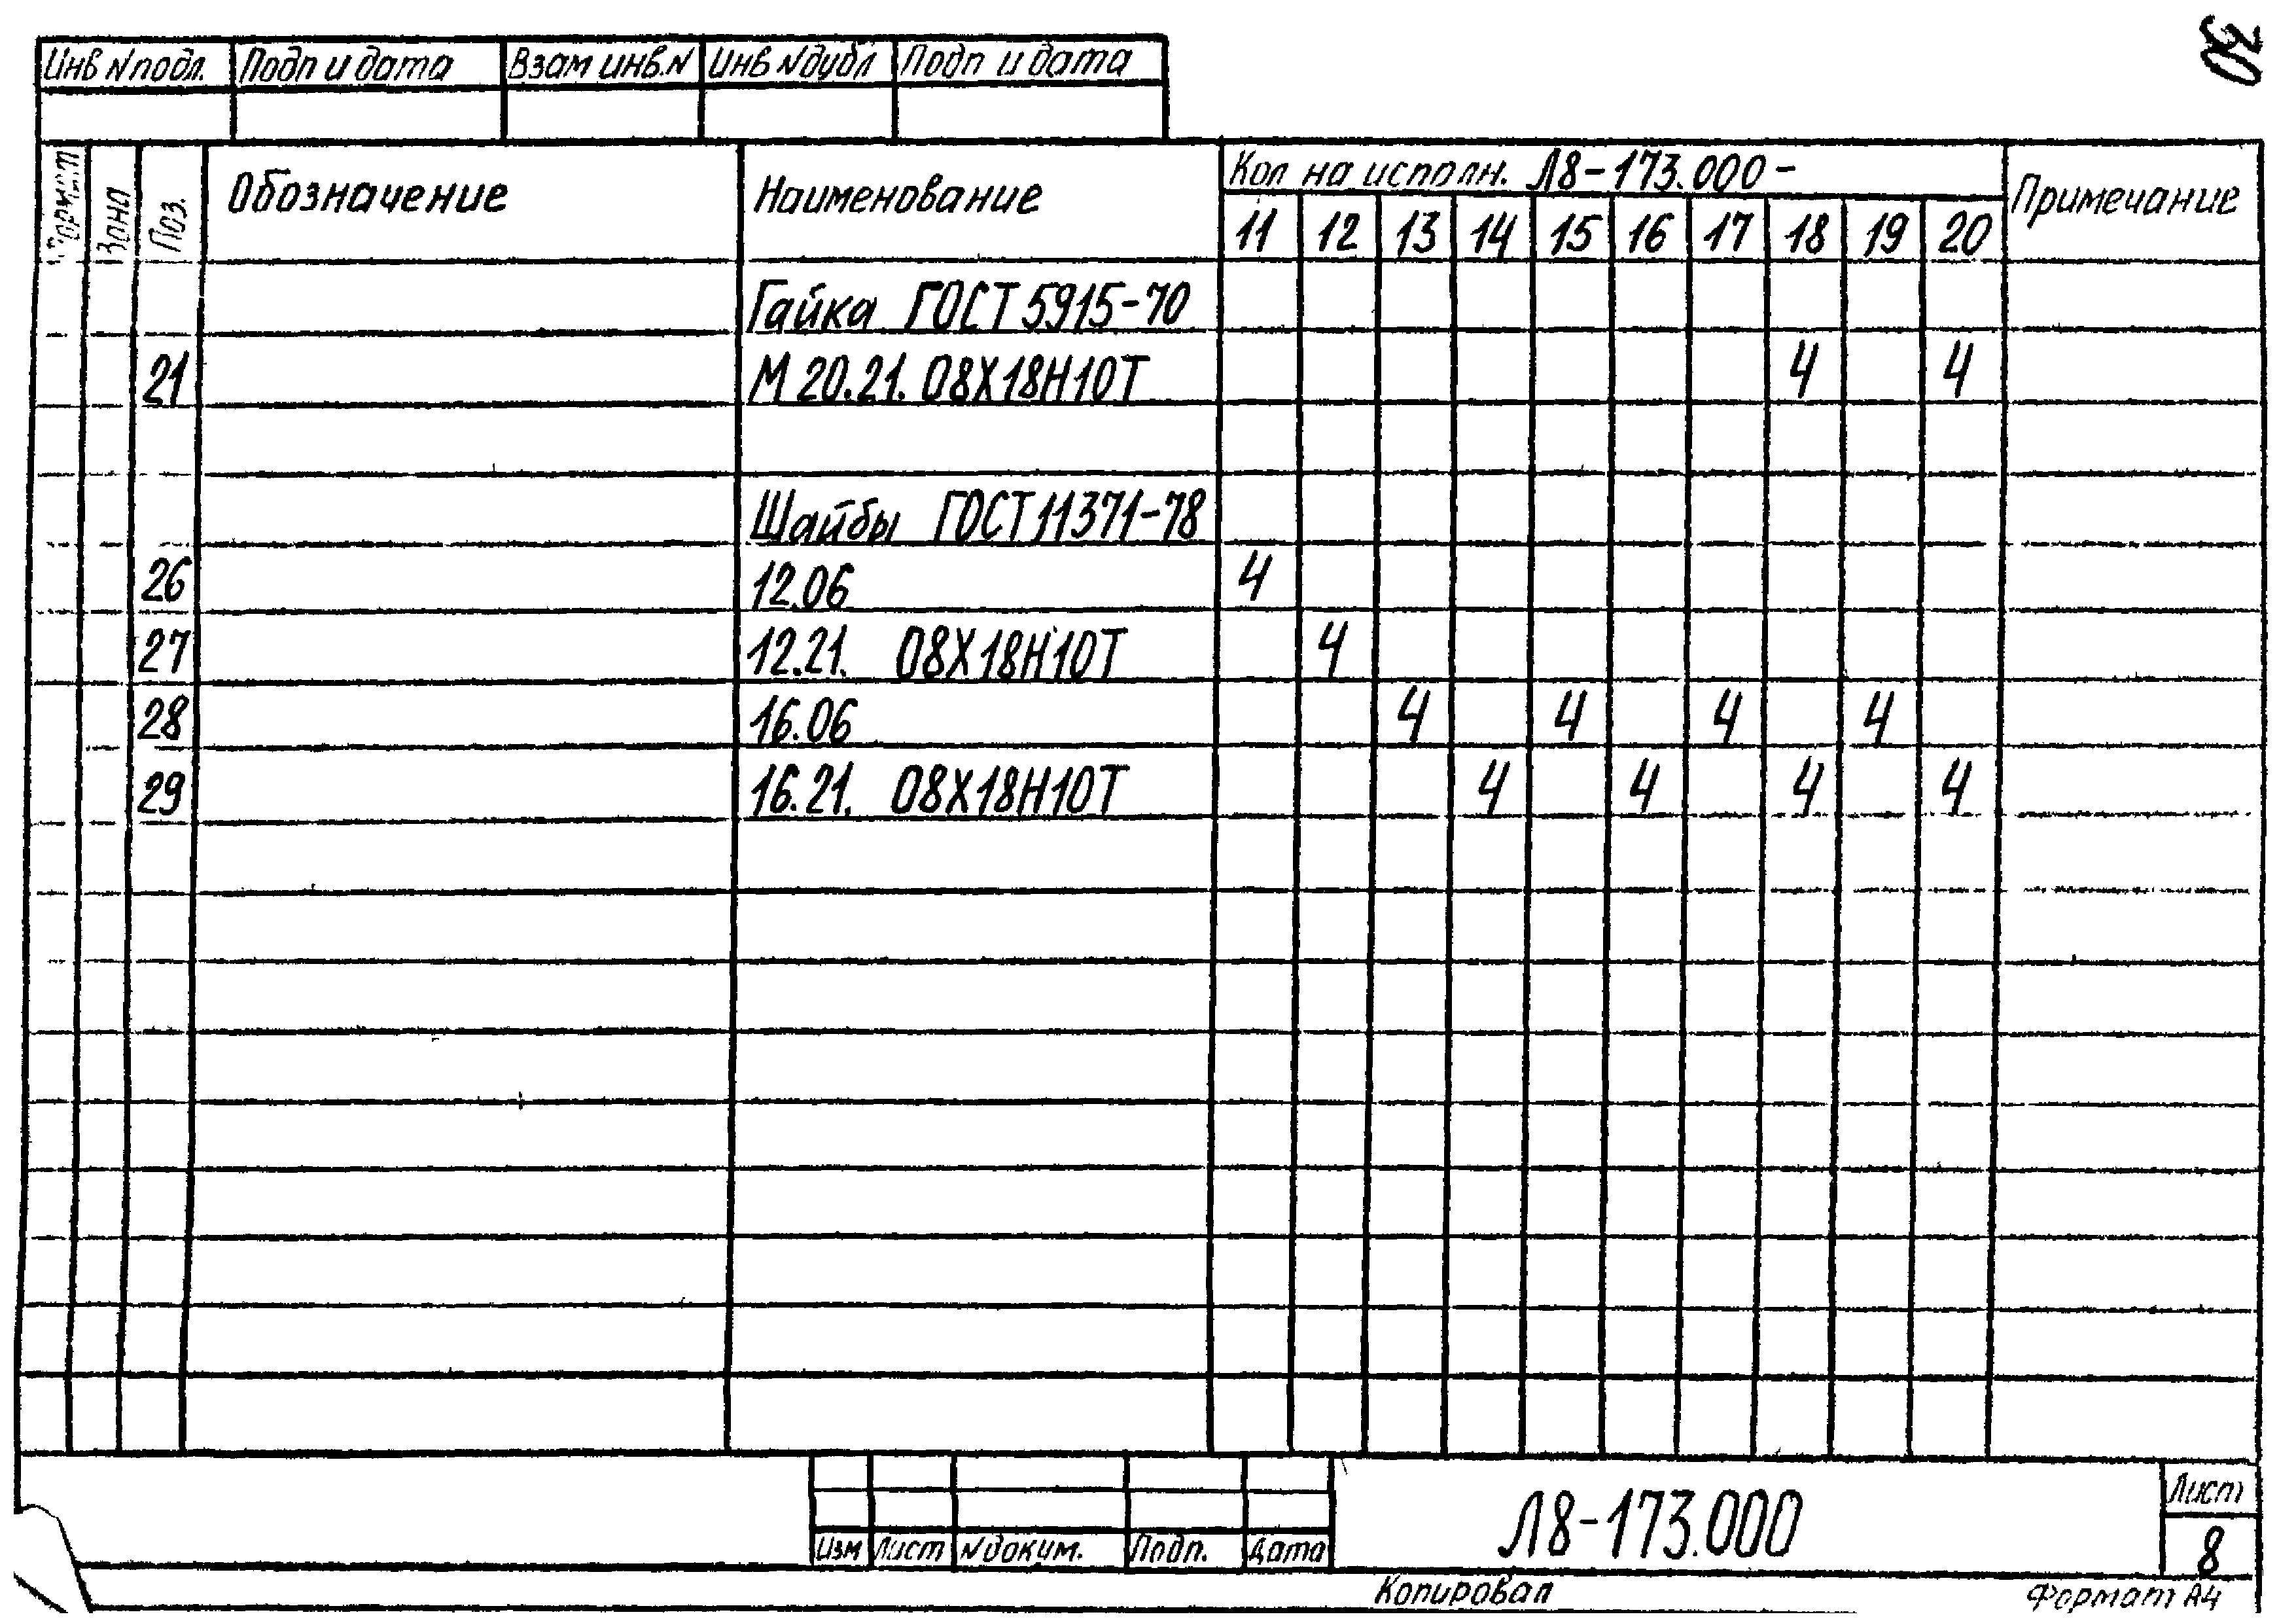 30
Инв N подл. Подп и дата Взам инв.N Инв N дубл Подп и дата
Формат Зона Поз. Обозначение Наименование Кол на исполн. Л8-173.000- Примечание
11 12 13 14 15 16 17 18 19 20
Гайка ГОСТ 5915-70
21 М 20.21. 08Х18Н10Т 4 4
Шайбы ГОСТ 11371-78
26 12.06 4
27 12.21. 08Х18Н10Т 4
28 16.06 4 4 4 4
29 16.21. 08Х18Н10Т 4 4 4 4
Изм Лист N доким. Подп. Дата Л8-173.000 Лист
8
Копировал Формат А4